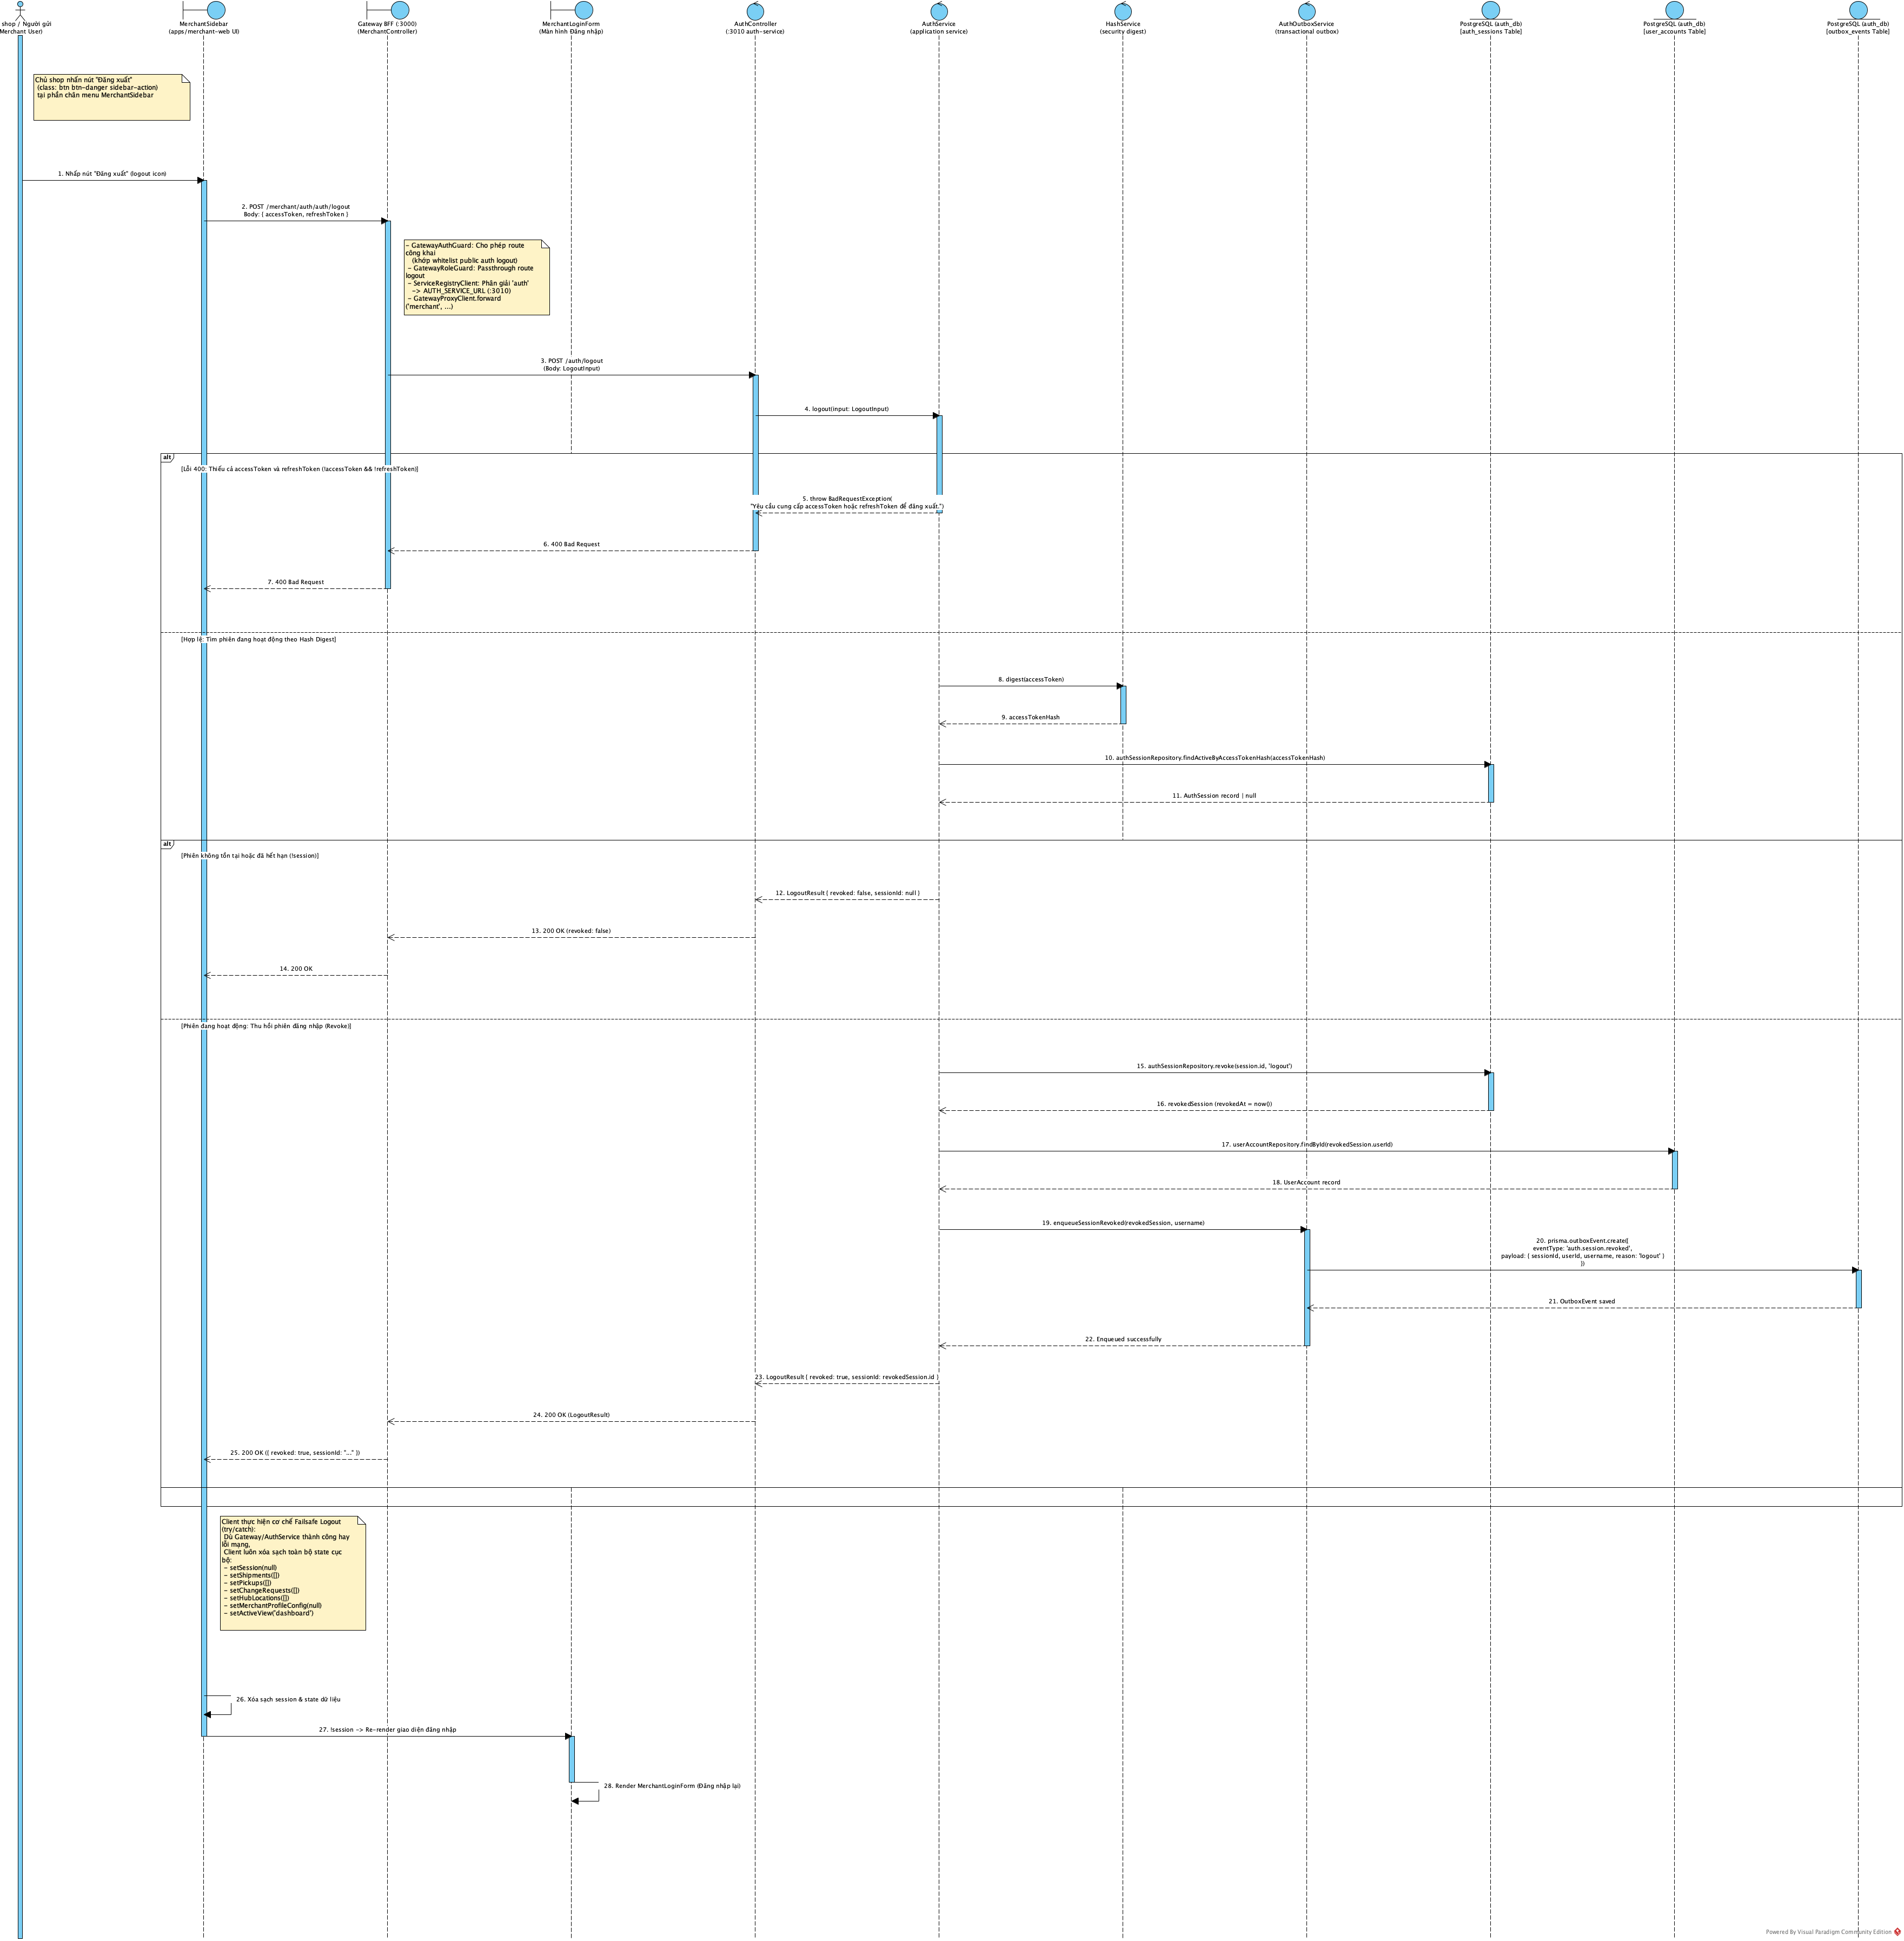 shop / Người gửi
Merchant User)
MerchantSidebar
(apps/merchant-web UI)
Gateway BFF (:3000)
(MerchantController)
MerchantLoginForm
(Màn hình Đăng nhập)
AuthController
(:3010 auth-service)
AuthService
(application service)
HashService
(security digest)
AuthOutboxService
(transactional outbox)
PostgreSQL (auth_db)
[auth_sessions Table]
PostgreSQL (auth_db)
[user_accounts Table]
PostgreSQL (auth_db)
[outbox_events Table]
Chủ shop nhấn nút "Đăng xuất"
(class: btn btn-danger sidebar-action)
tại phần chân menu MerchantSidebar
1. Nhấp nút "Đăng xuất" (logout icon)
2. POST /merchant/auth/auth/logout
Body: { accessToken, refreshToken }
- GatewayAuthGuard: Cho phép route
công khai
(khớp whitelist public auth logout)
- GatewayRoleGuard: Passthrough route
logout
- ServiceRegistryClient: Phân giải 'auth'
-> AUTH_SERVICE_URL (:3010)
- GatewayProxyClient.forward
('merchant', ...)
3. POST /auth/logout
(Body: LogoutInput)
4. logout(input: LogoutInput)
alt
[Lỗi 400: Thiếu cả accessToken và refreshToken (!accessToken && !refreshToken)]
5. throw BadRequestException(
"Yêu cầu cung cấp accessToken hoặc refreshToken để đăng xuất.")
6. 400 Bad Request
7. 400 Bad Request
[Hợp lệ: Tìm phiên đang hoạt động theo Hash Digest]
8. digest(accessToken)
9. accessTokenHash
10. authSessionRepository.findActiveByAccessTokenHash(accessTokenHash)
11. AuthSession record | null
alt
[Phiên không tồn tại hoặc đã hết hạn (!session)]
12. LogoutResult { revoked: false, sessionId: null }
13. 200 OK (revoked: false)
14. 200 OK
[Phiên đang hoạt động: Thu hồi phiên đăng nhập (Revoke)]
15. authSessionRepository.revoke(session.id, 'logout')
16. revokedSession (revokedAt = now())
17. userAccountRepository.findById(revokedSession.userId)
18. UserAccount record
19. enqueueSessionRevoked(revokedSession, username)
20. prisma.outboxEvent.create({
eventType: 'auth.session.revoked',
payload: { sessionId, userId, username, reason: 'logout' }
})
21. OutboxEvent saved
22. Enqueued successfully
23. LogoutResult { revoked: true, sessionId: revokedSession.id }
24. 200 OK (LogoutResult)
25. 200 OK ({ revoked: true, sessionId: "..." })
Client thực hiện cơ chế Failsafe Logout
(try/catch):
Dù Gateway/AuthService thành công hay
lỗi mạng,
Client luôn xóa sạch toàn bộ state cục
bộ:
- setSession(null)
- setShipments([])
- setPickups([])
- setChangeRequests([])
- setHubLocations([])
- setMerchantProfileConfig(null)
- setActiveView('dashboard')
26. Xóa sạch session & state dữ liệu
27. !session -> Re-render giao diện đăng nhập
28. Render MerchantLoginForm (Đăng nhập lại)
Powered By Visual Paradigm Community Edition